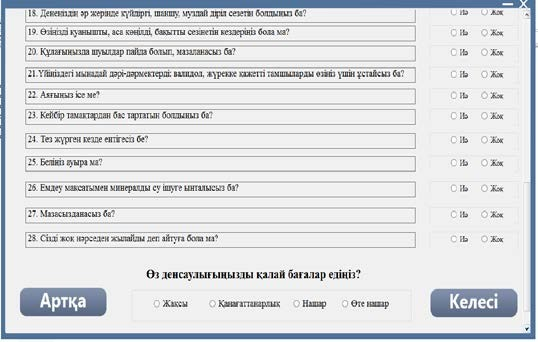 18. Дененіздің әр жерінде күйдіргі, шаншу, мұздай діріл сезетін болдыңыз ба? Иә Жоқ
19. Өзіңізді қуанышты, аса көңілді, бақытты сезінетін кездеріңіз бола ма? Иә Жоқ
20. Құлағыңызда шуылдар пайда болып, мазаланасыз ба? Иә Жоқ
21.Үйіңіздегі мынадай дәрі-дәрмектерді: валидол, жүрекке қажетті тамшыларды өзіңіз үшін ұстайсыз ба? Иә Жоқ
22. Аяғыңыз ісе ме? Иә Жоқ
23. Кейбір тамақтардан бас тартатын болдыңыз ба? Иә Жоқ
24. Тез жүрген кезде ентігесіз бе? Иә Жоқ
25. Беліңіз ауыра ма? Иә Жоқ
26. Емдеу мақсатымен минералды су ішуге ынталысыз ба? Иә Жоқ
27. Мазасызданасыз ба? Иә Жоқ
28. Сізді жоқ нәрседен жылайды деп айтуға бола ма? Иә Жоқ
Өз денсаулығыңызды қалай бағалар едіңіз?
Артқа Жақсы Қанағаттанарлық Нашар Өте нашар Келесі